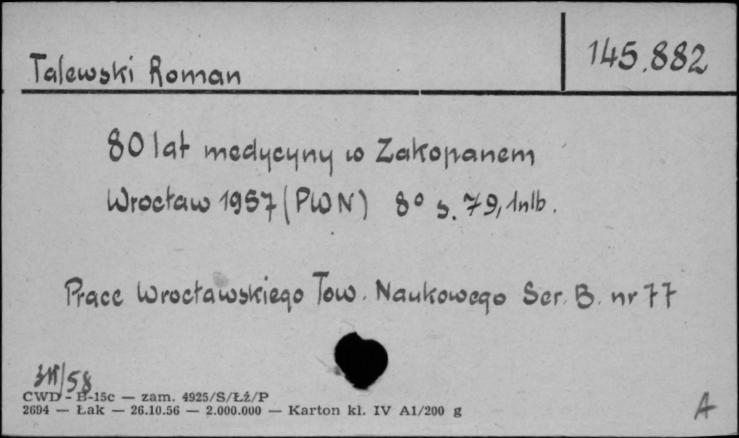 145.882
Talewski Roman
80 lat medycyny w Zakopanem
Wrocław 1957 (PWN) 8° s. 79, 1nlb.
Prace Wrocławskiego Tow. Naukowego Ser. B. nr 77
/58
CWD - B-15c — zam. 4925/S/Łź/P
2694 — Łak — 26.10.56 — 2.000.000 — Karton kl. IV A1/200 g
A